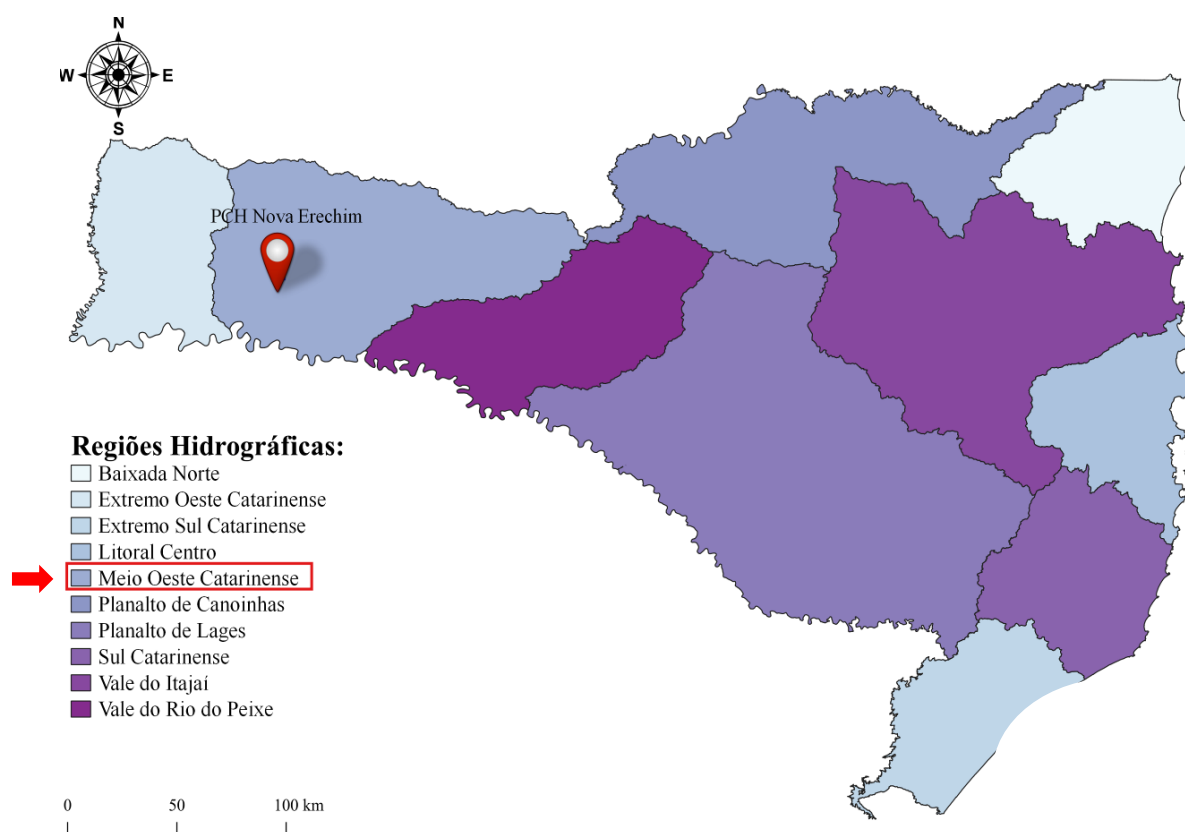 N
W E
S
PCH Nova Erechim
Regiões Hidrográficas:
Baixada Norte
Extremo Oeste Catarinense
Extremo Sul Catarinense
Litoral Centro
Meio Oeste Catarinense
Planalto de Canoinhas
Planalto de Lages
Sul Catarinense
Vale do Itajaí
Vale do Rio do Peixe
0 50 100 km